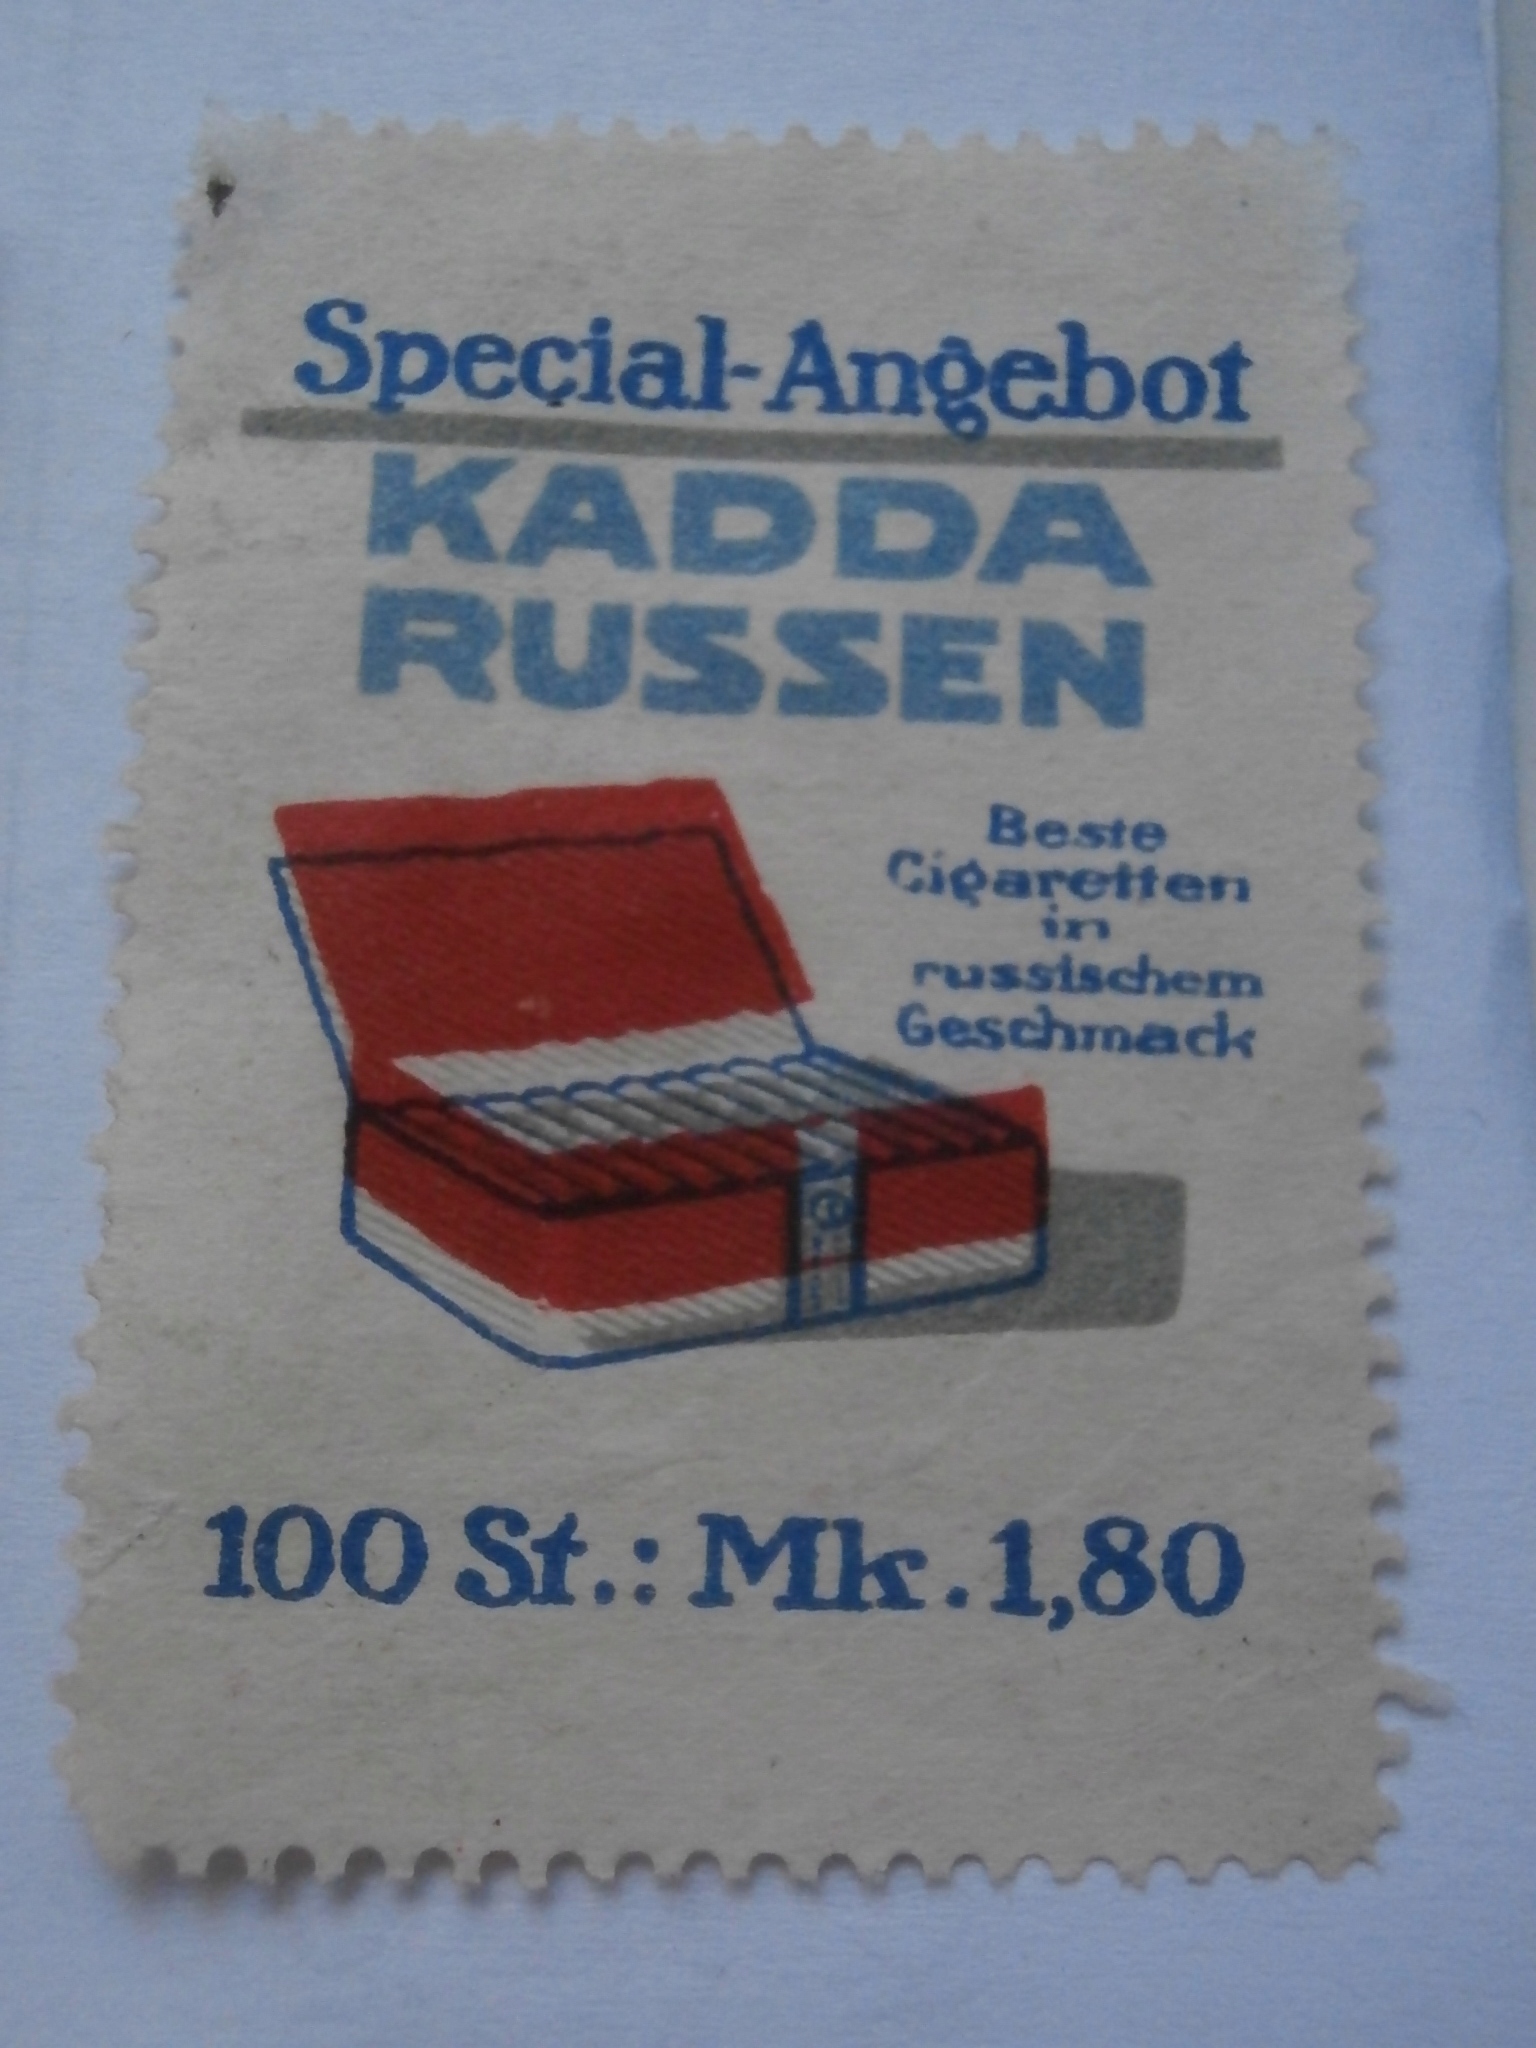 Special-Angebot
KADDA
RUSSEN
Beste
Cigaretten
in
russischem
Geschmack
100 St.: Mk. 1,80